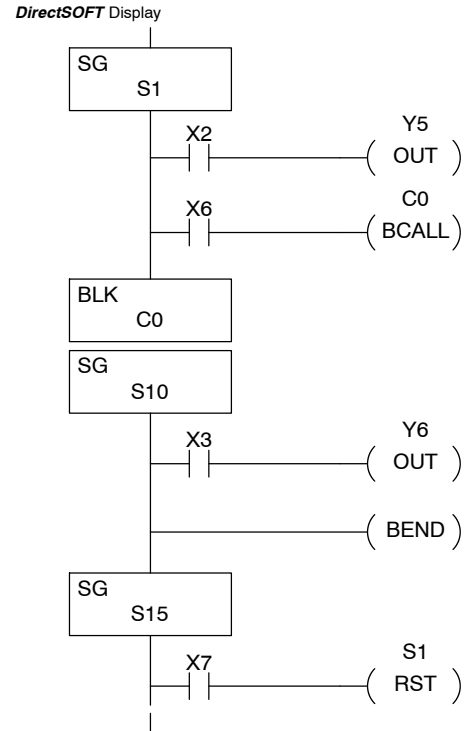 DirectSOFT Display
SG
S1
X2
Y5
OUT
X6
C0
BCALL
BLK
C0
SG
S10
X3
Y6
OUT
BEND
SG
S15
X7
S1
RST